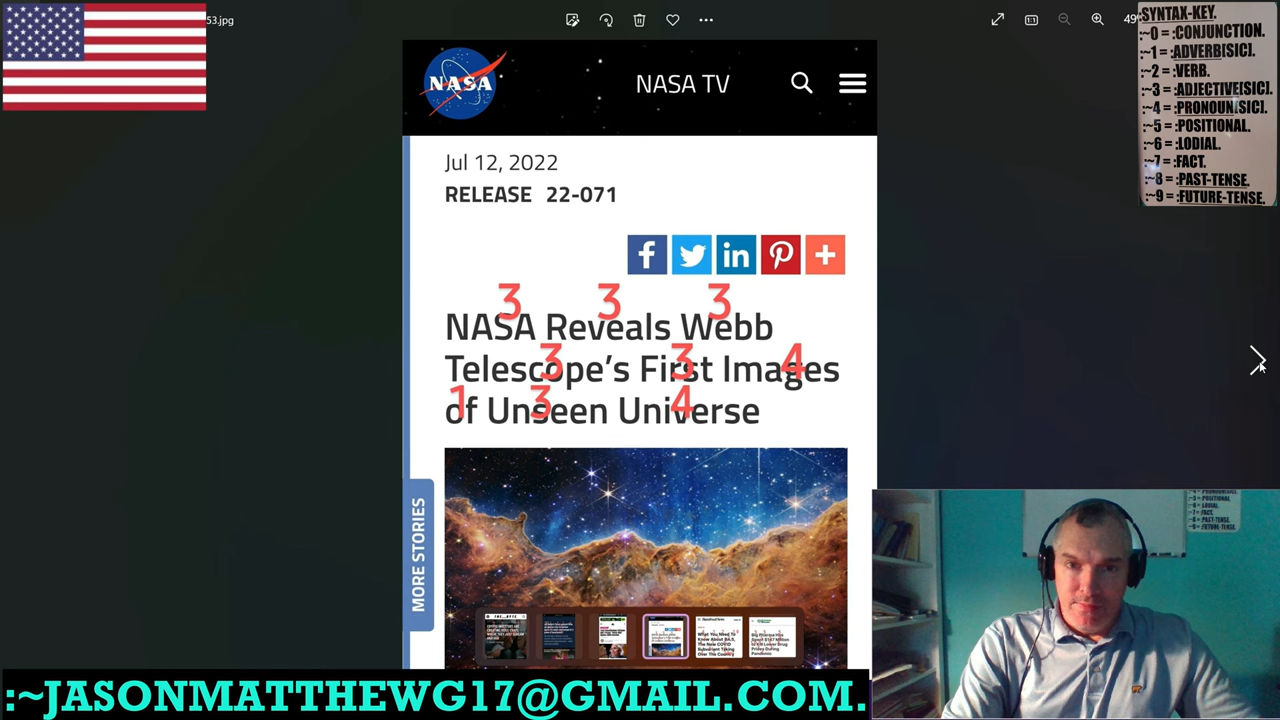 53.jpg
49
:SYNTAX-KEY.
:~0 = :CONJUNCTION.
:~1 = :ADVERB[SIC].
:~2 = :VERB.
:~3 = :ADJECTIVE[SIC].
:~4 = :PRONOUN[SIC].
:~5 = :POSITIONAL.
:~6 = :LODIAL.
:~7 = :FACT.
:~8 = :PAST-TENSE.
:~9 = :FUTURE-TENSE.
NASA
NASA TV
Jul 12, 2022
RELEASE 22-071
f in +
3 3 3
NASA Reveals Webb
3 3 4
Telescope's First Images
1 3 4
of Unseen Universe
MORE STORIES
:~JASONMATTHEWG17@GMAIL.COM.